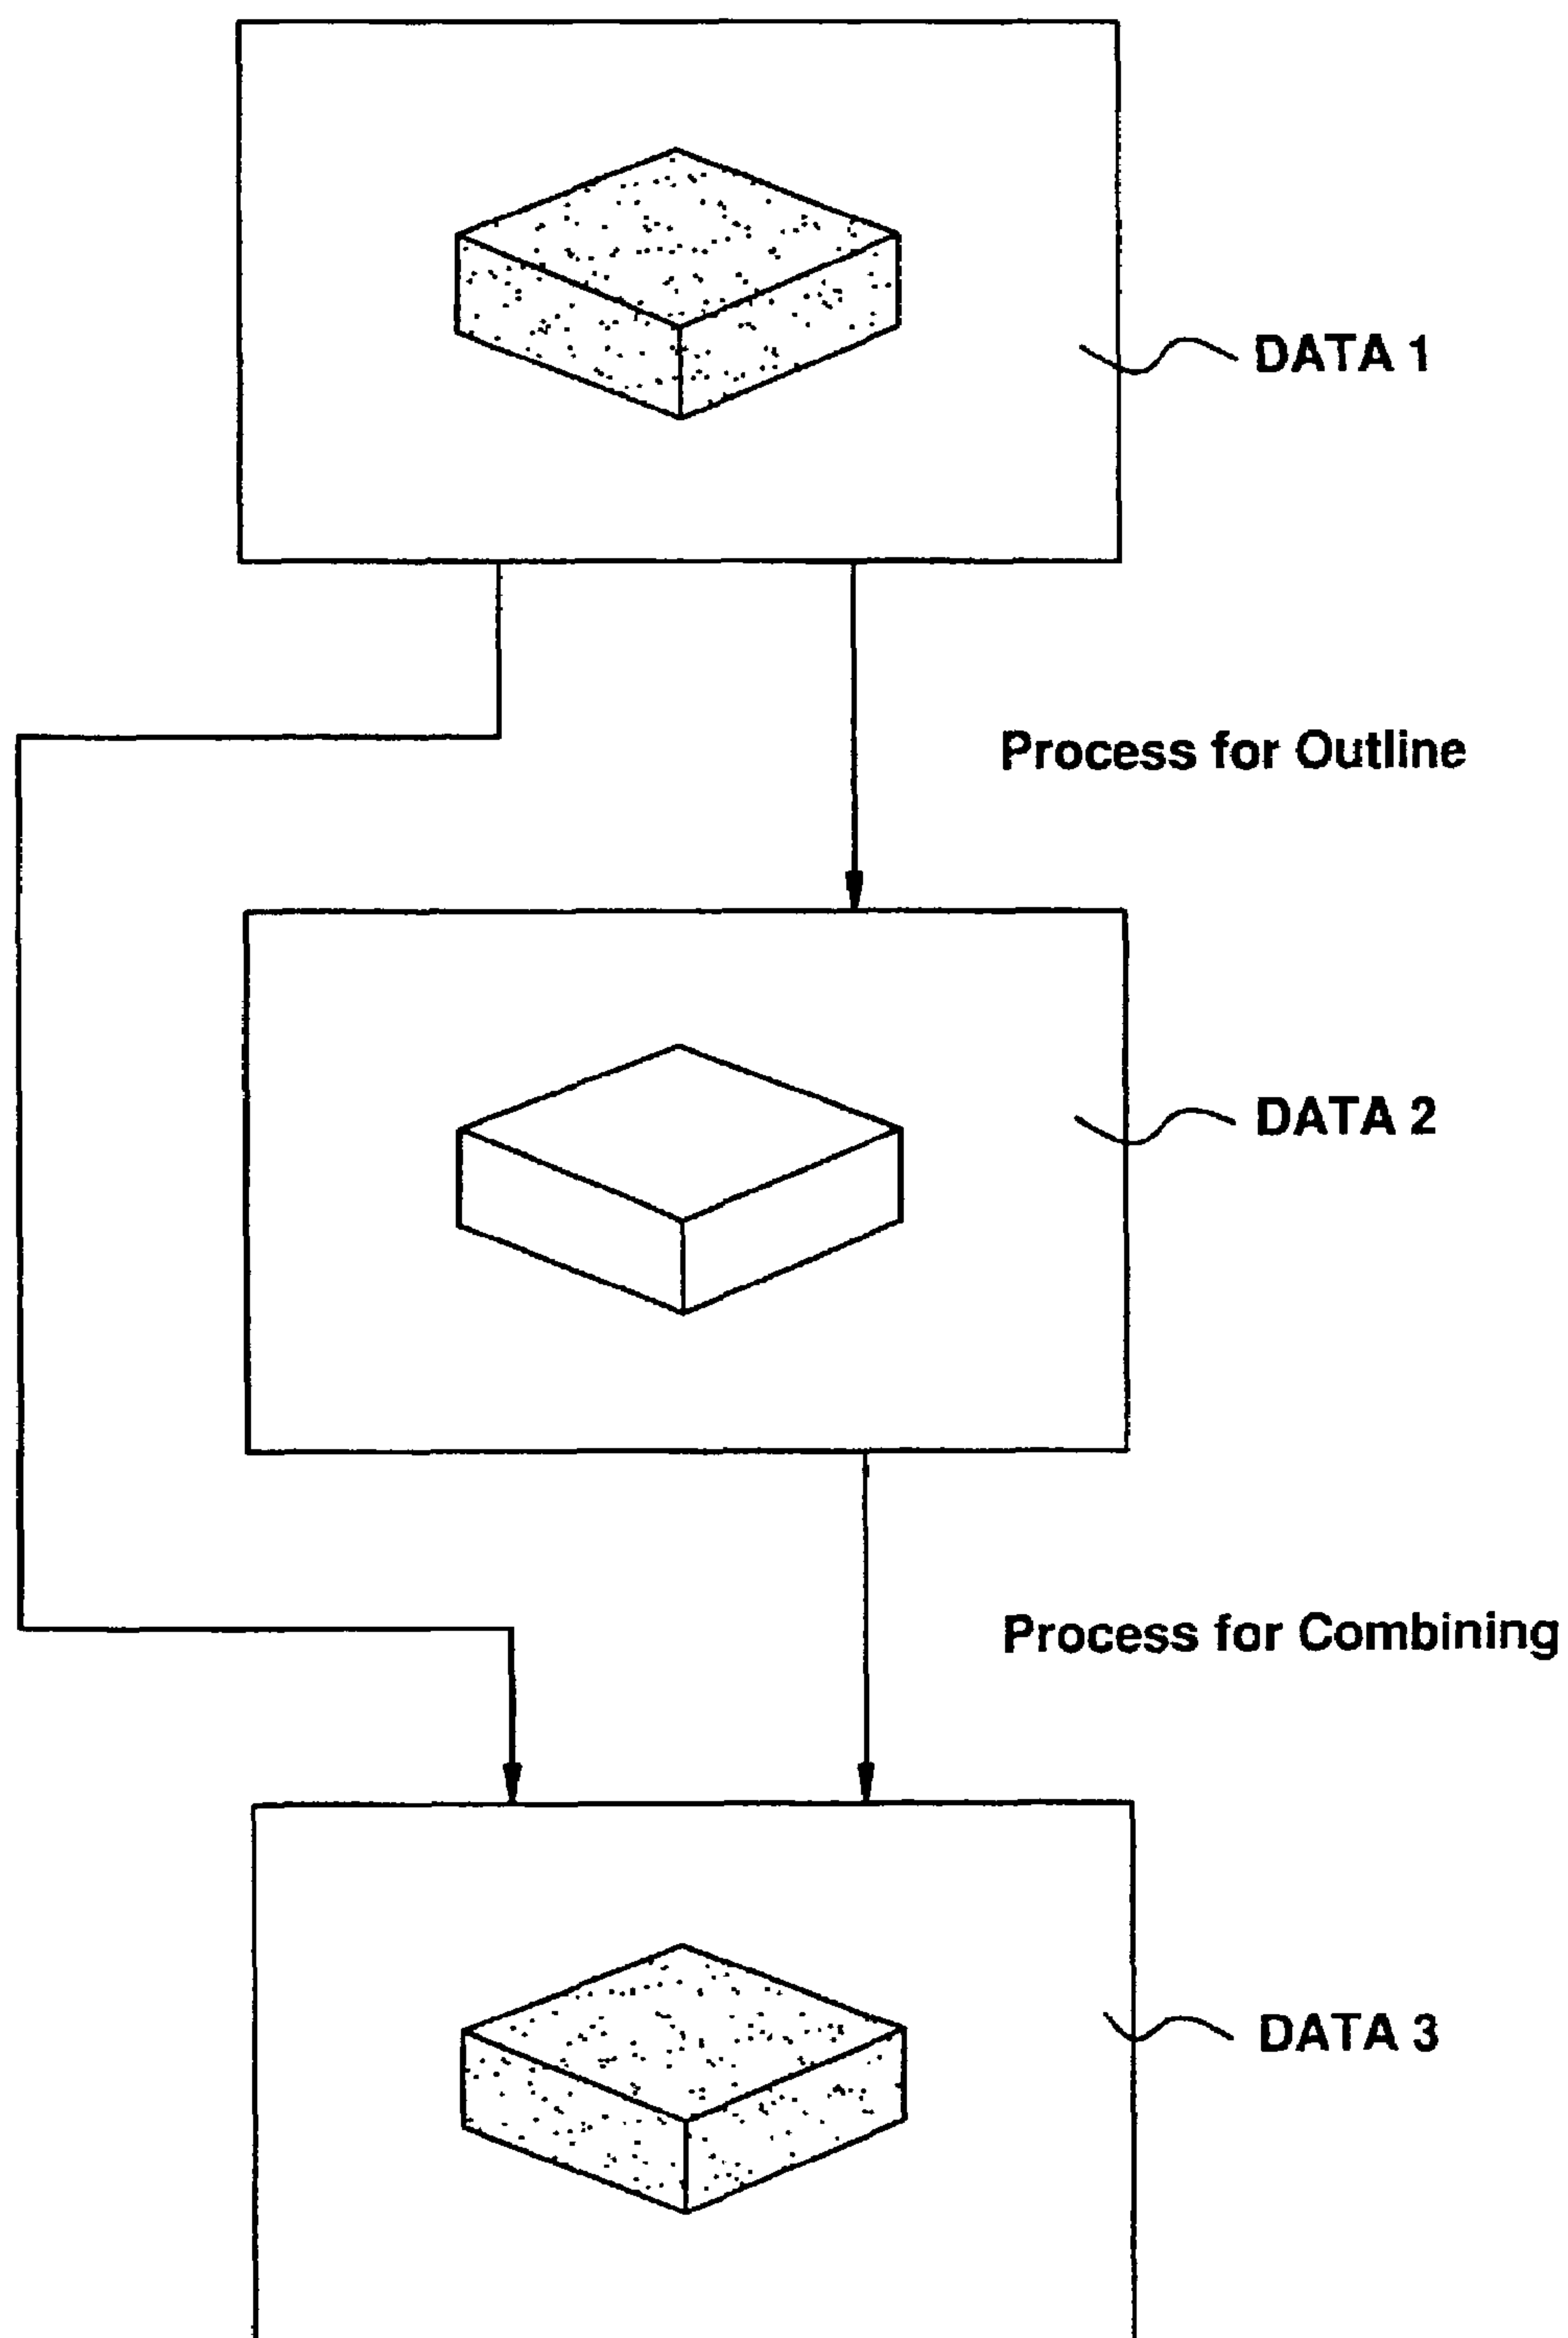 DATA 1
Process for Outline
DATA 2
Process for Combining
DATA 3